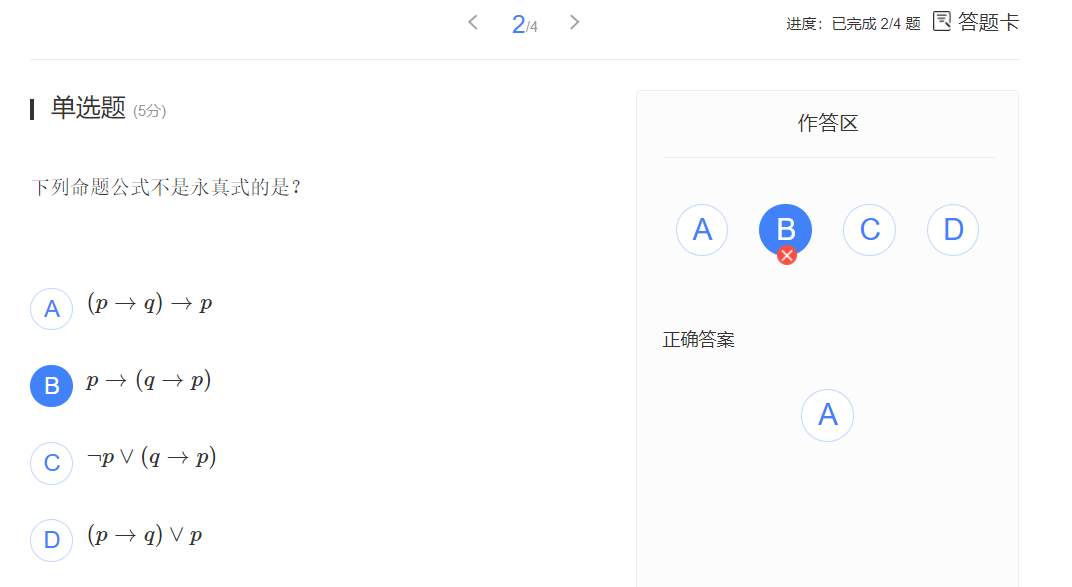 2/4
进度：已完成 2/4 题 答题卡
单选题 (5分)
作答区
下列命题公式不是永真式的是？
A B C D
A (p → q) → p
正确答案
B p → (q → p)
A
C ¬p ∨ (q → p)
D (p → q) ∨ p